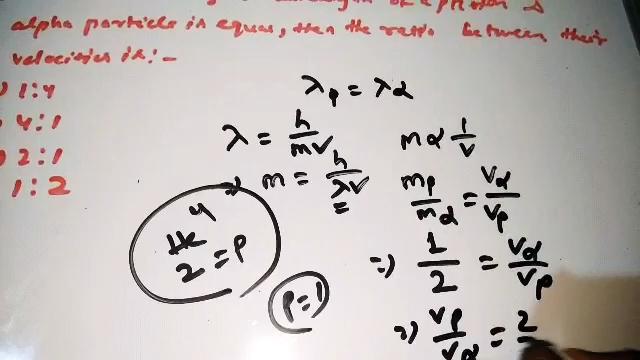 alpha particle is equal, then the ratio between their
velocities is:-
1:4
4:1
2:1
1:2
λp = λα
λ = h/mv
⇒ m = h/λv
m α 1/v
mp/mα = vα/vp
⇒ 1/2 = vα/vp
⇒ vp/vα = 2
He 4 2 = P
P = 1